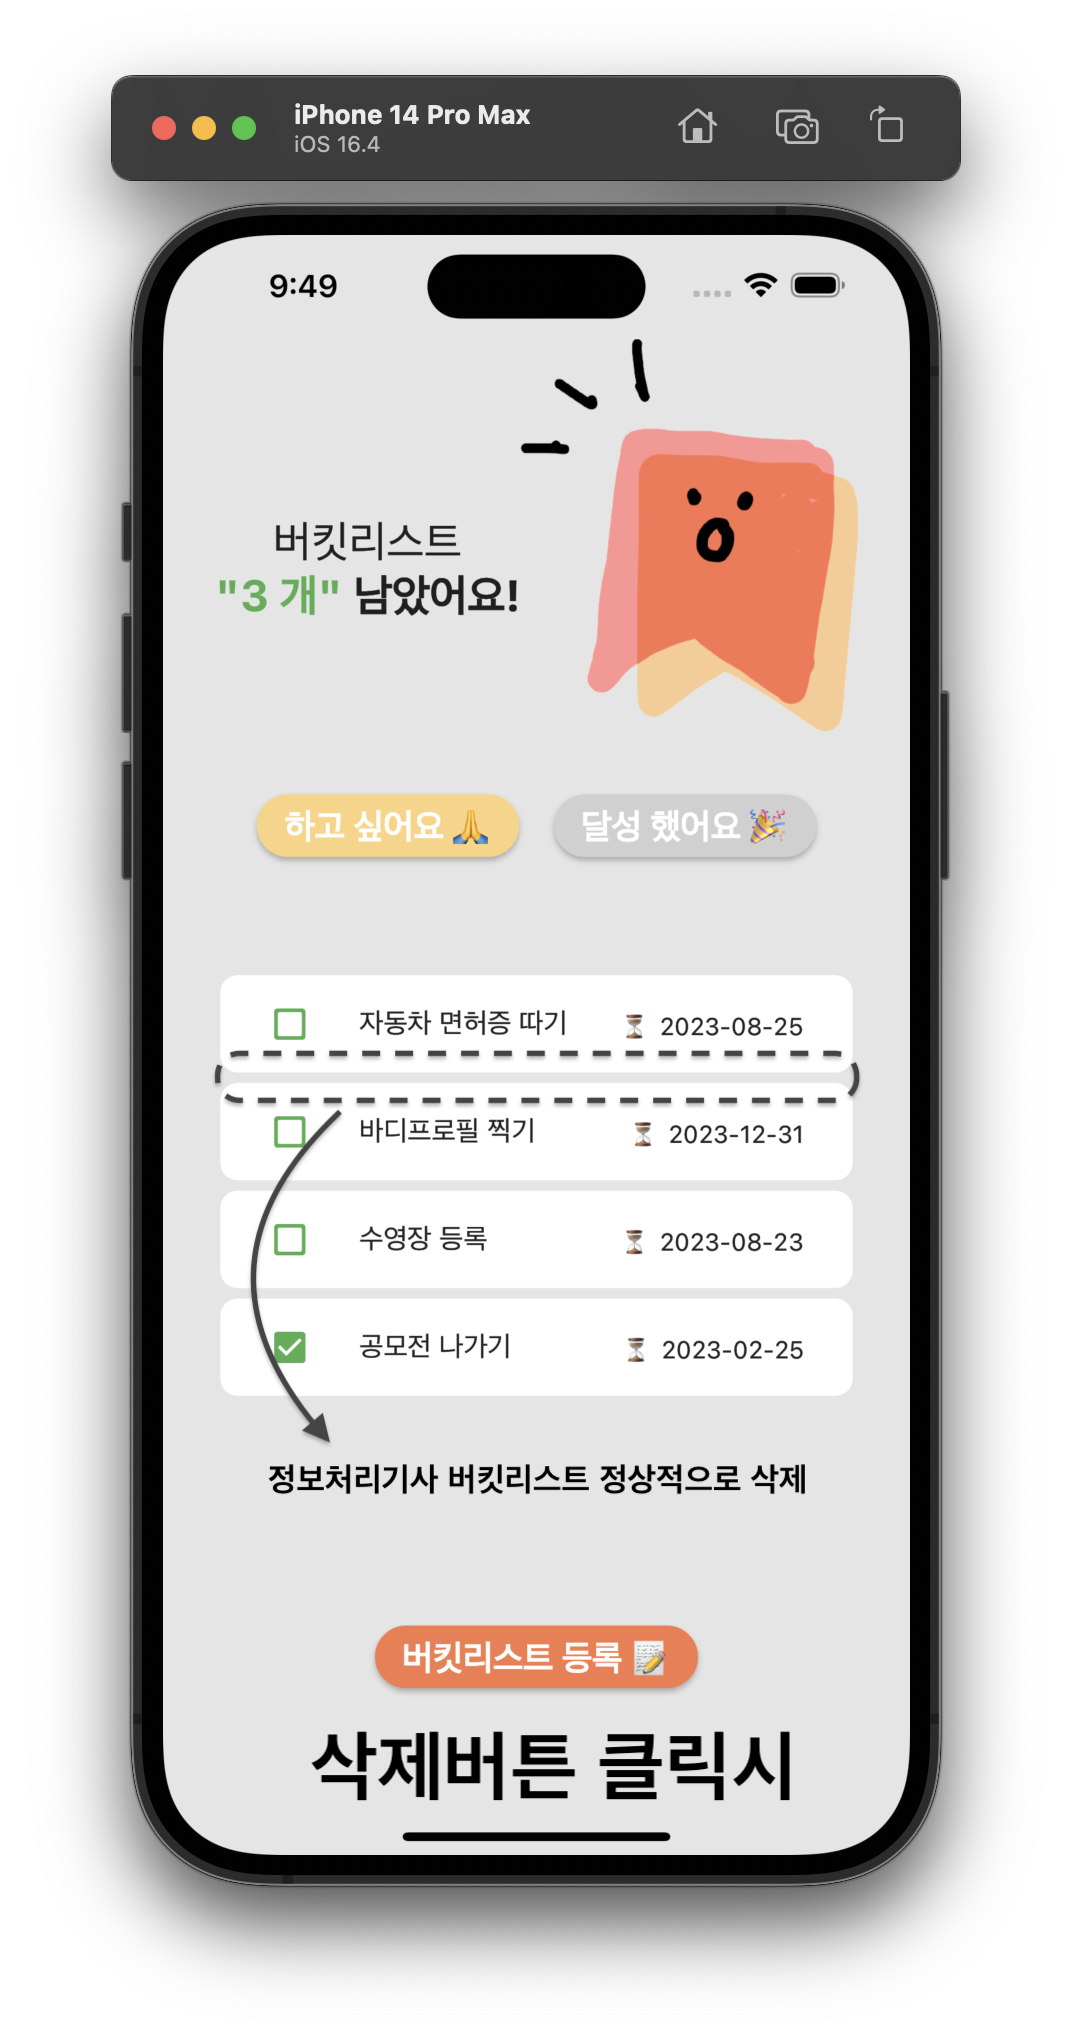 iPhone 14 Pro Max
iOS 16.4
9:49
버킷리스트
"3 개" 남았어요!
하고 싶어요🙏 달성 했어요🎉
자동차 면허증 따기 ⏳ 2023-08-25
바디프로필 찍기 ⏳ 2023-12-31
수영장 등록 ⏳ 2023-08-23
공모전 나가기 ⏳ 2023-02-25
정보처리기사 버킷리스트 정상적으로 삭제
버킷리스트 등록 📝
삭제버튼 클릭시